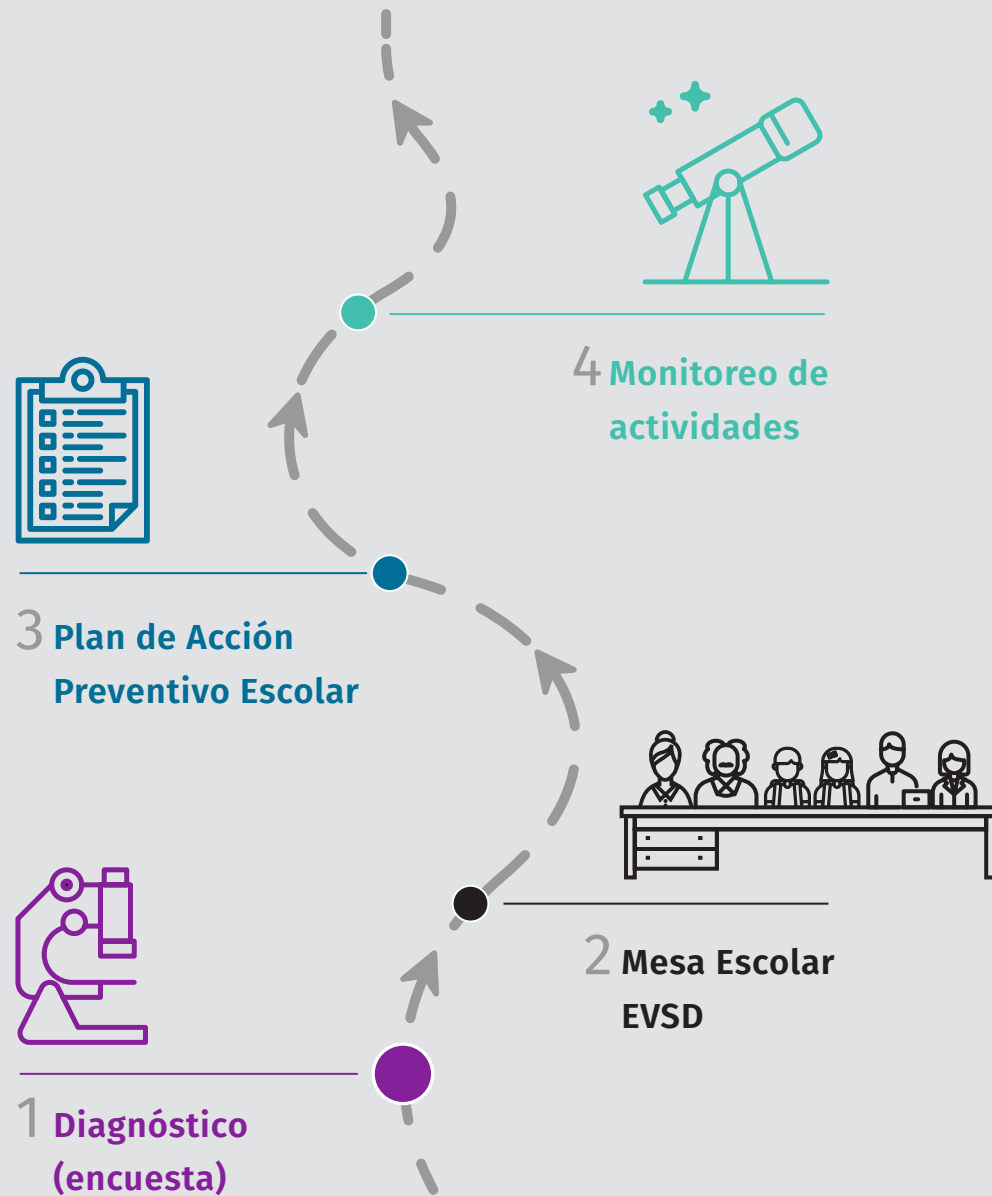 4 Monitoreo de
actividades
3 Plan de Acción
Preventivo Escolar
2 Mesa Escolar
EVSD
1 Diagnóstico
(encuesta)